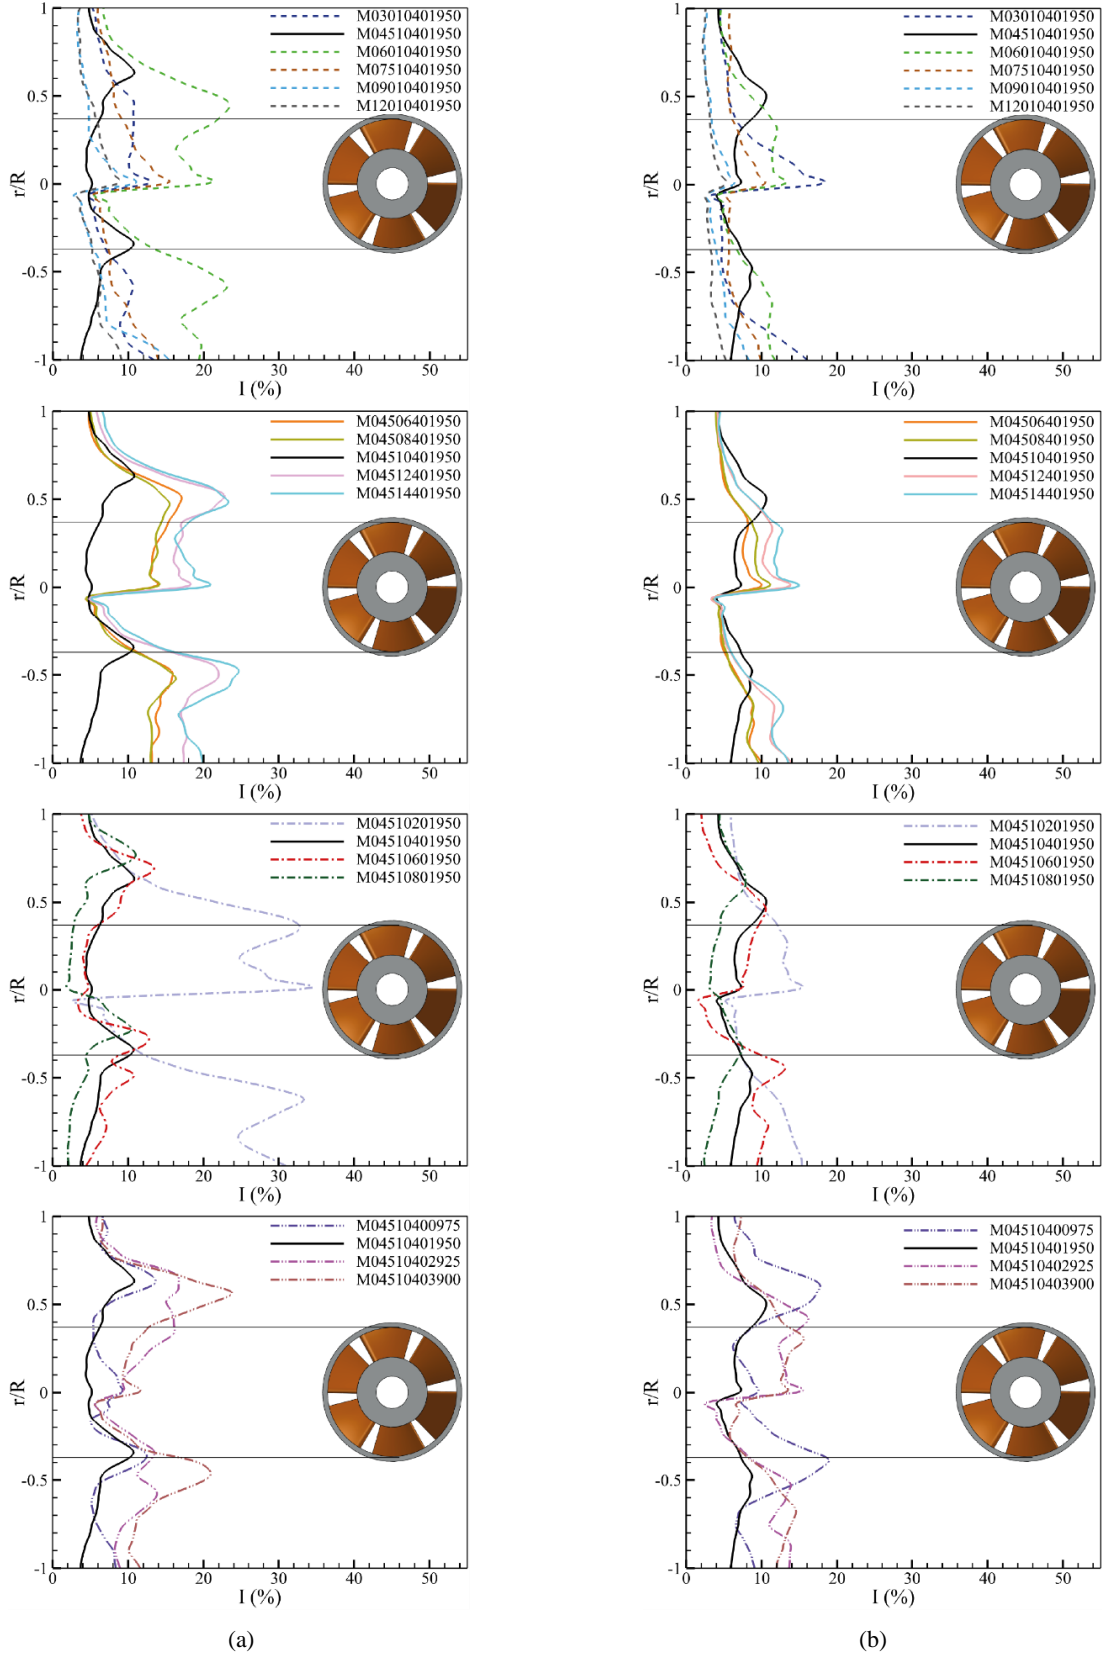 M03010401950
M04510401950
M06010401950
M07510401950
M09010401950
M12010401950
1
0.5
0
-0.5
-1
r/R
0 10 20 30 40 50
I (%)
M03010401950
M04510401950
M06010401950
M07510401950
M09010401950
M12010401950
1
0.5
0
-0.5
-1
r/R
0 10 20 30 40 50
I (%)
M04506401950
M04508401950
M04510401950
M04512401950
M04514401950
1
0.5
0
-0.5
-1
r/R
0 10 20 30 40 50
I (%)
M04506401950
M04508401950
M04510401950
M04512401950
M04514401950
1
0.5
0
-0.5
-1
r/R
0 10 20 30 40 50
I (%)
M04510201950
M04510401950
M04510601950
M04510801950
1
0.5
0
-0.5
-1
r/R
0 10 20 30 40 50
I (%)
M04510201950
M04510401950
M04510601950
M04510801950
1
0.5
0
-0.5
-1
r/R
0 10 20 30 40 50
I (%)
M04510400975
M04510401950
M04510402925
M04510403900
1
0.5
0
-0.5
-1
r/R
0 10 20 30 40 50
I (%)
M04510400975
M04510401950
M04510402925
M04510403900
1
0.5
0
-0.5
-1
r/R
0 10 20 30 40 50
I (%)
(a)
(b)